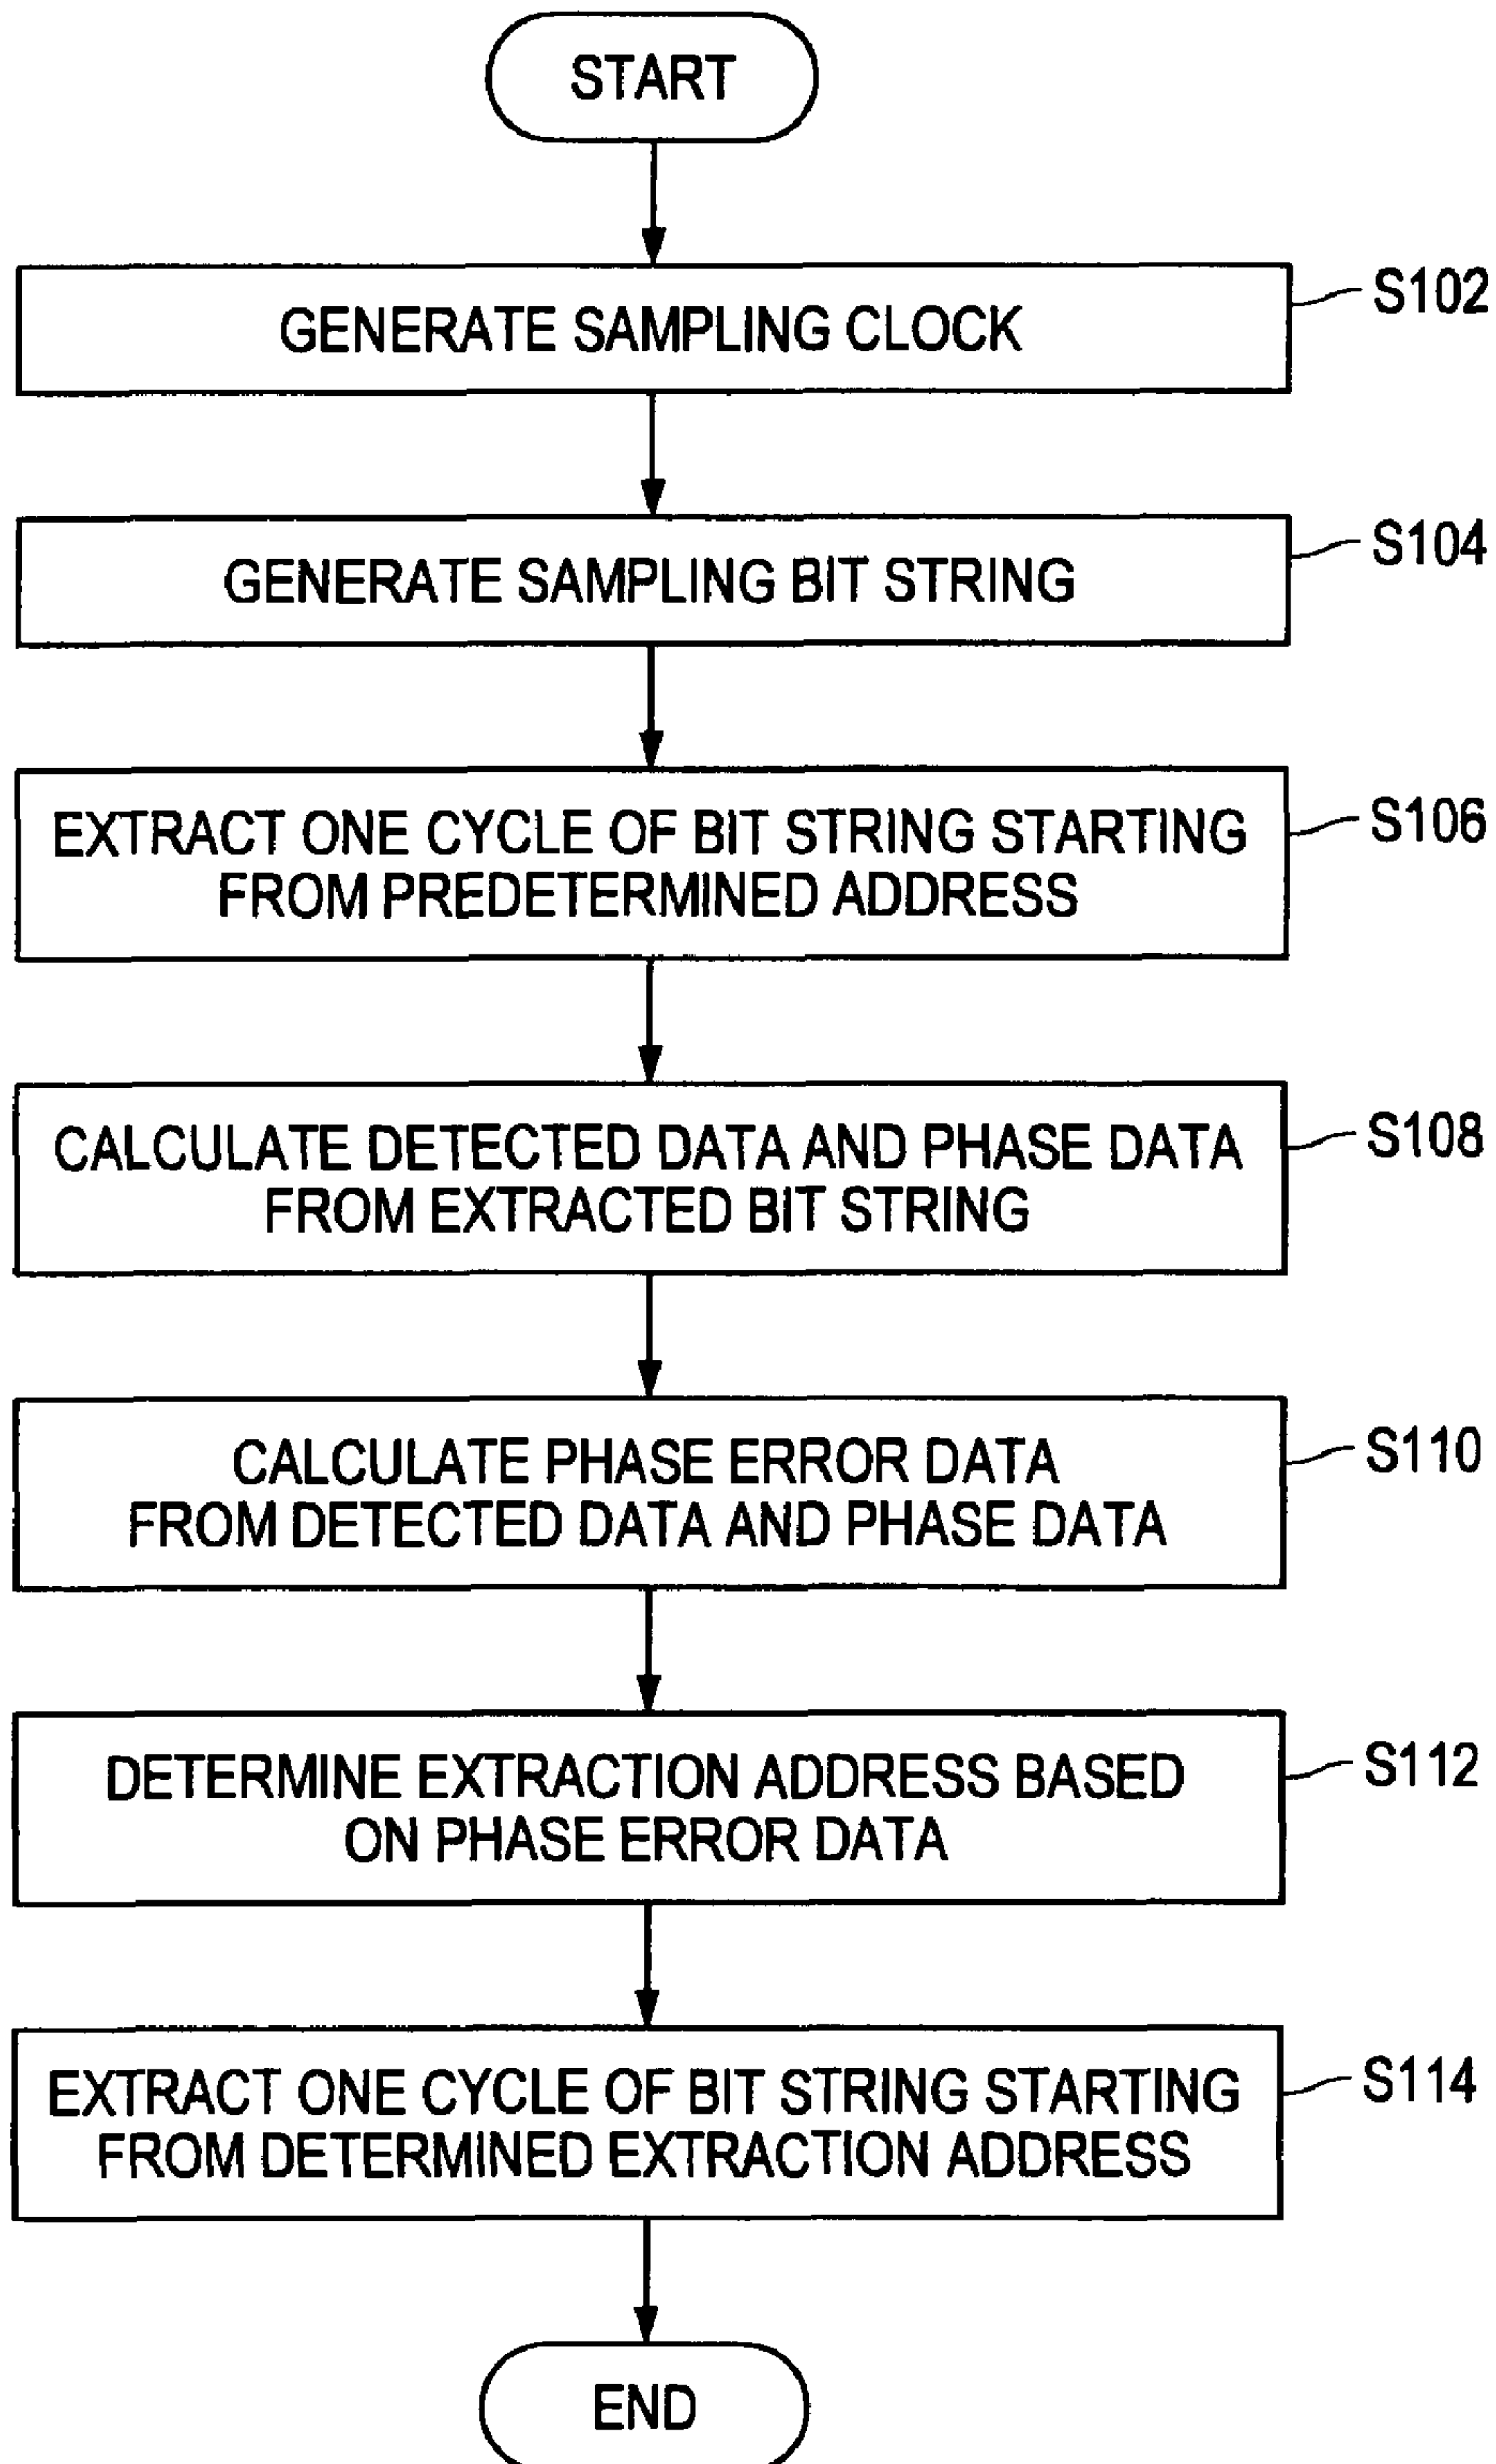 START
GENERATE SAMPLING CLOCK
S102
GENERATE SAMPLING BIT STRING
S104
EXTRACT ONE CYCLE OF BIT STRING STARTING
FROM PREDETERMINED ADDRESS
S106
CALCULATE DETECTED DATA AND PHASE DATA
FROM EXTRACTED BIT STRING
S108
CALCULATE PHASE ERROR DATA
FROM DETECTED DATA AND PHASE DATA
S110
DETERMINE EXTRACTION ADDRESS BASED
ON PHASE ERROR DATA
S112
EXTRACT ONE CYCLE OF BIT STRING STARTING
FROM DETERMINED EXTRACTION ADDRESS
S114
END